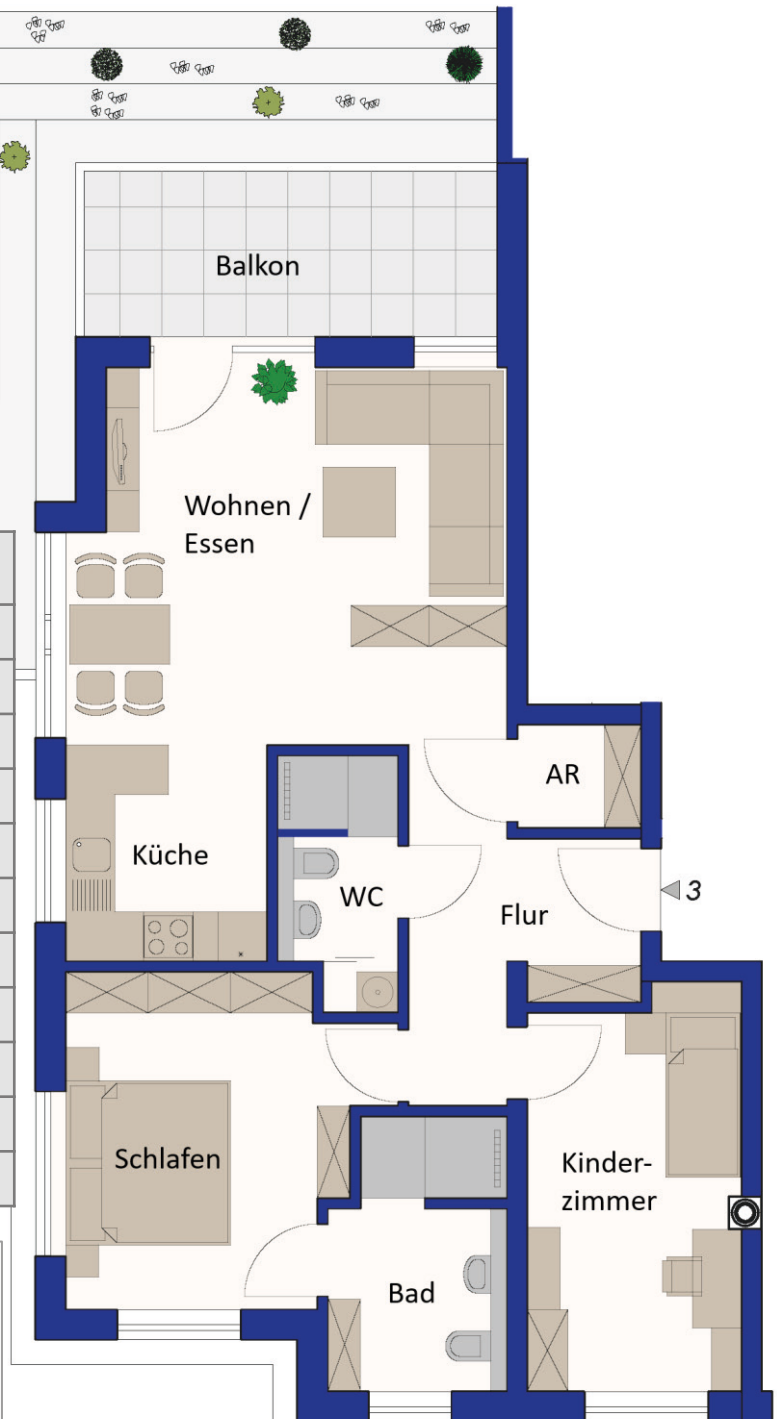 Balkon
Wohnen /
Essen
AR
Küche
WC
Flur
3
Schlafen
Kinder-
zimmer
Bad